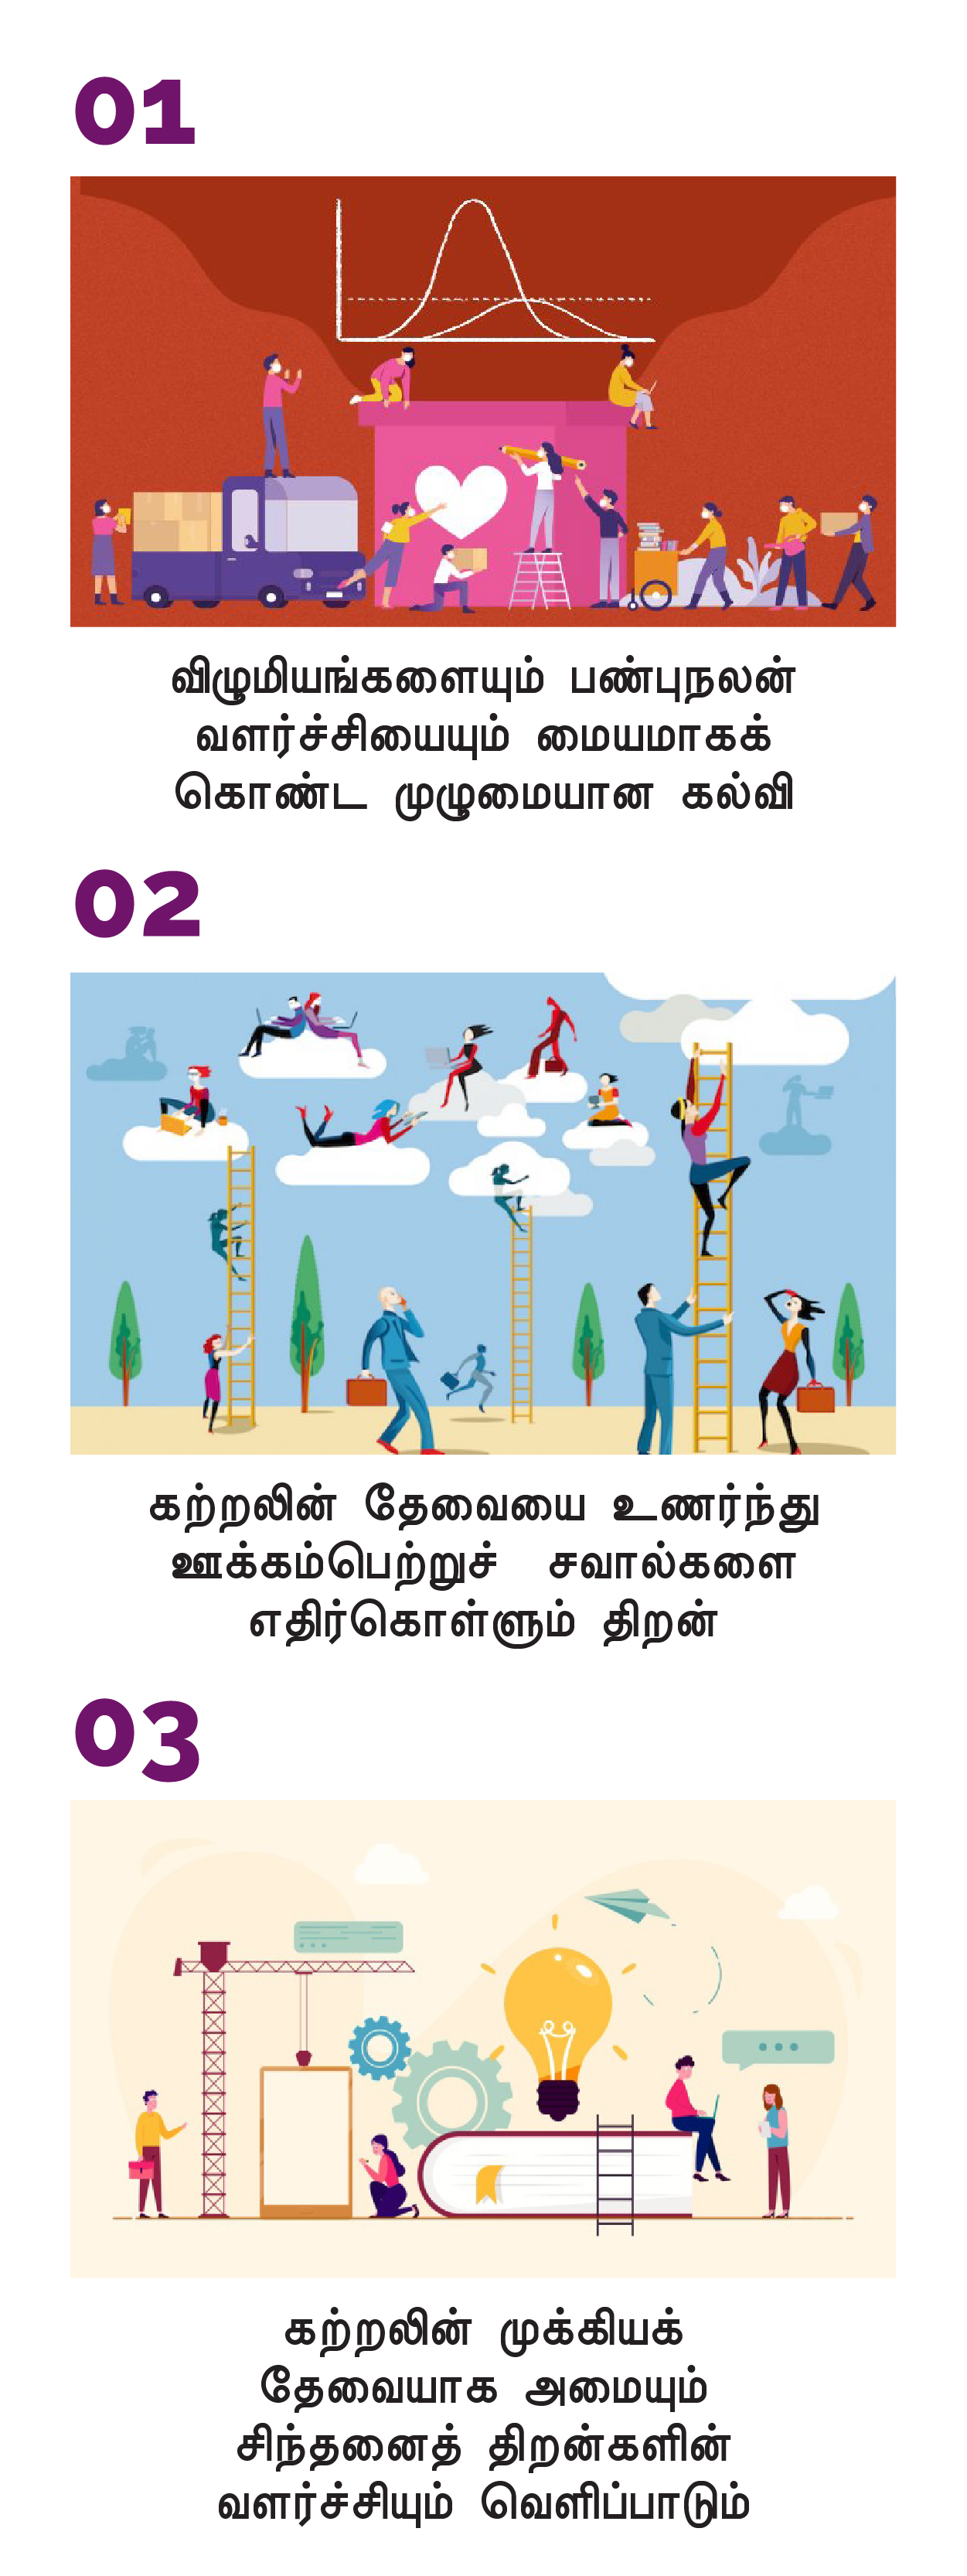 01
விழுமியங்களையும் பண்புநலன்
வளர்ச்சியையும் மையமாகக்
கொண்ட முழுமையான கல்வி
02
கற்றலின் தேவையை உணர்ந்து
ஊக்கம்பெற்றுச் சவால்களை
எதிர்கொள்ளும் திறன்
03
கற்றலின் முக்கியக்
தேவையாக அமையும்
சிந்தனைத் திறன்களின்
வளர்ச்சியும் வெளிப்பாடும்